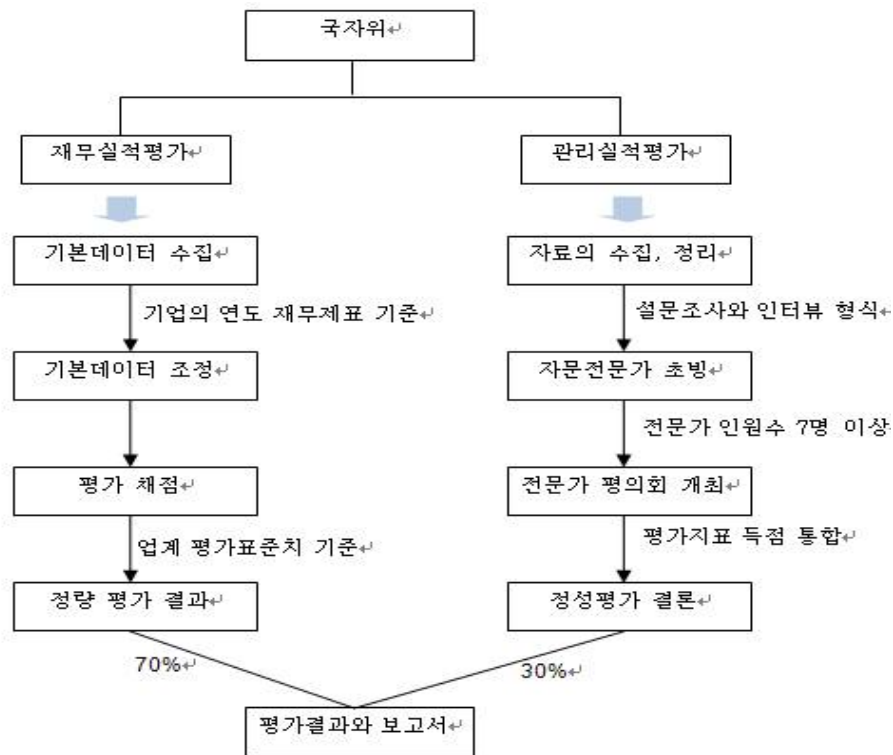 국자위
재무실적평가
관리실적평가
기본데이터 수집
자료의 수집, 정리
기업의 연도 재무제표 기준
설문조사와 인터뷰 형식
기본데이터 조정
자문전문가 초빙
전문가 인원수 7명 이상
평가 채점
전문가 평의회 개최
업계 평가표준치 기준
평가지표 득점 통합
정량 평가 결과
정성평가 결론
70%
30%
평가결과와 보고서